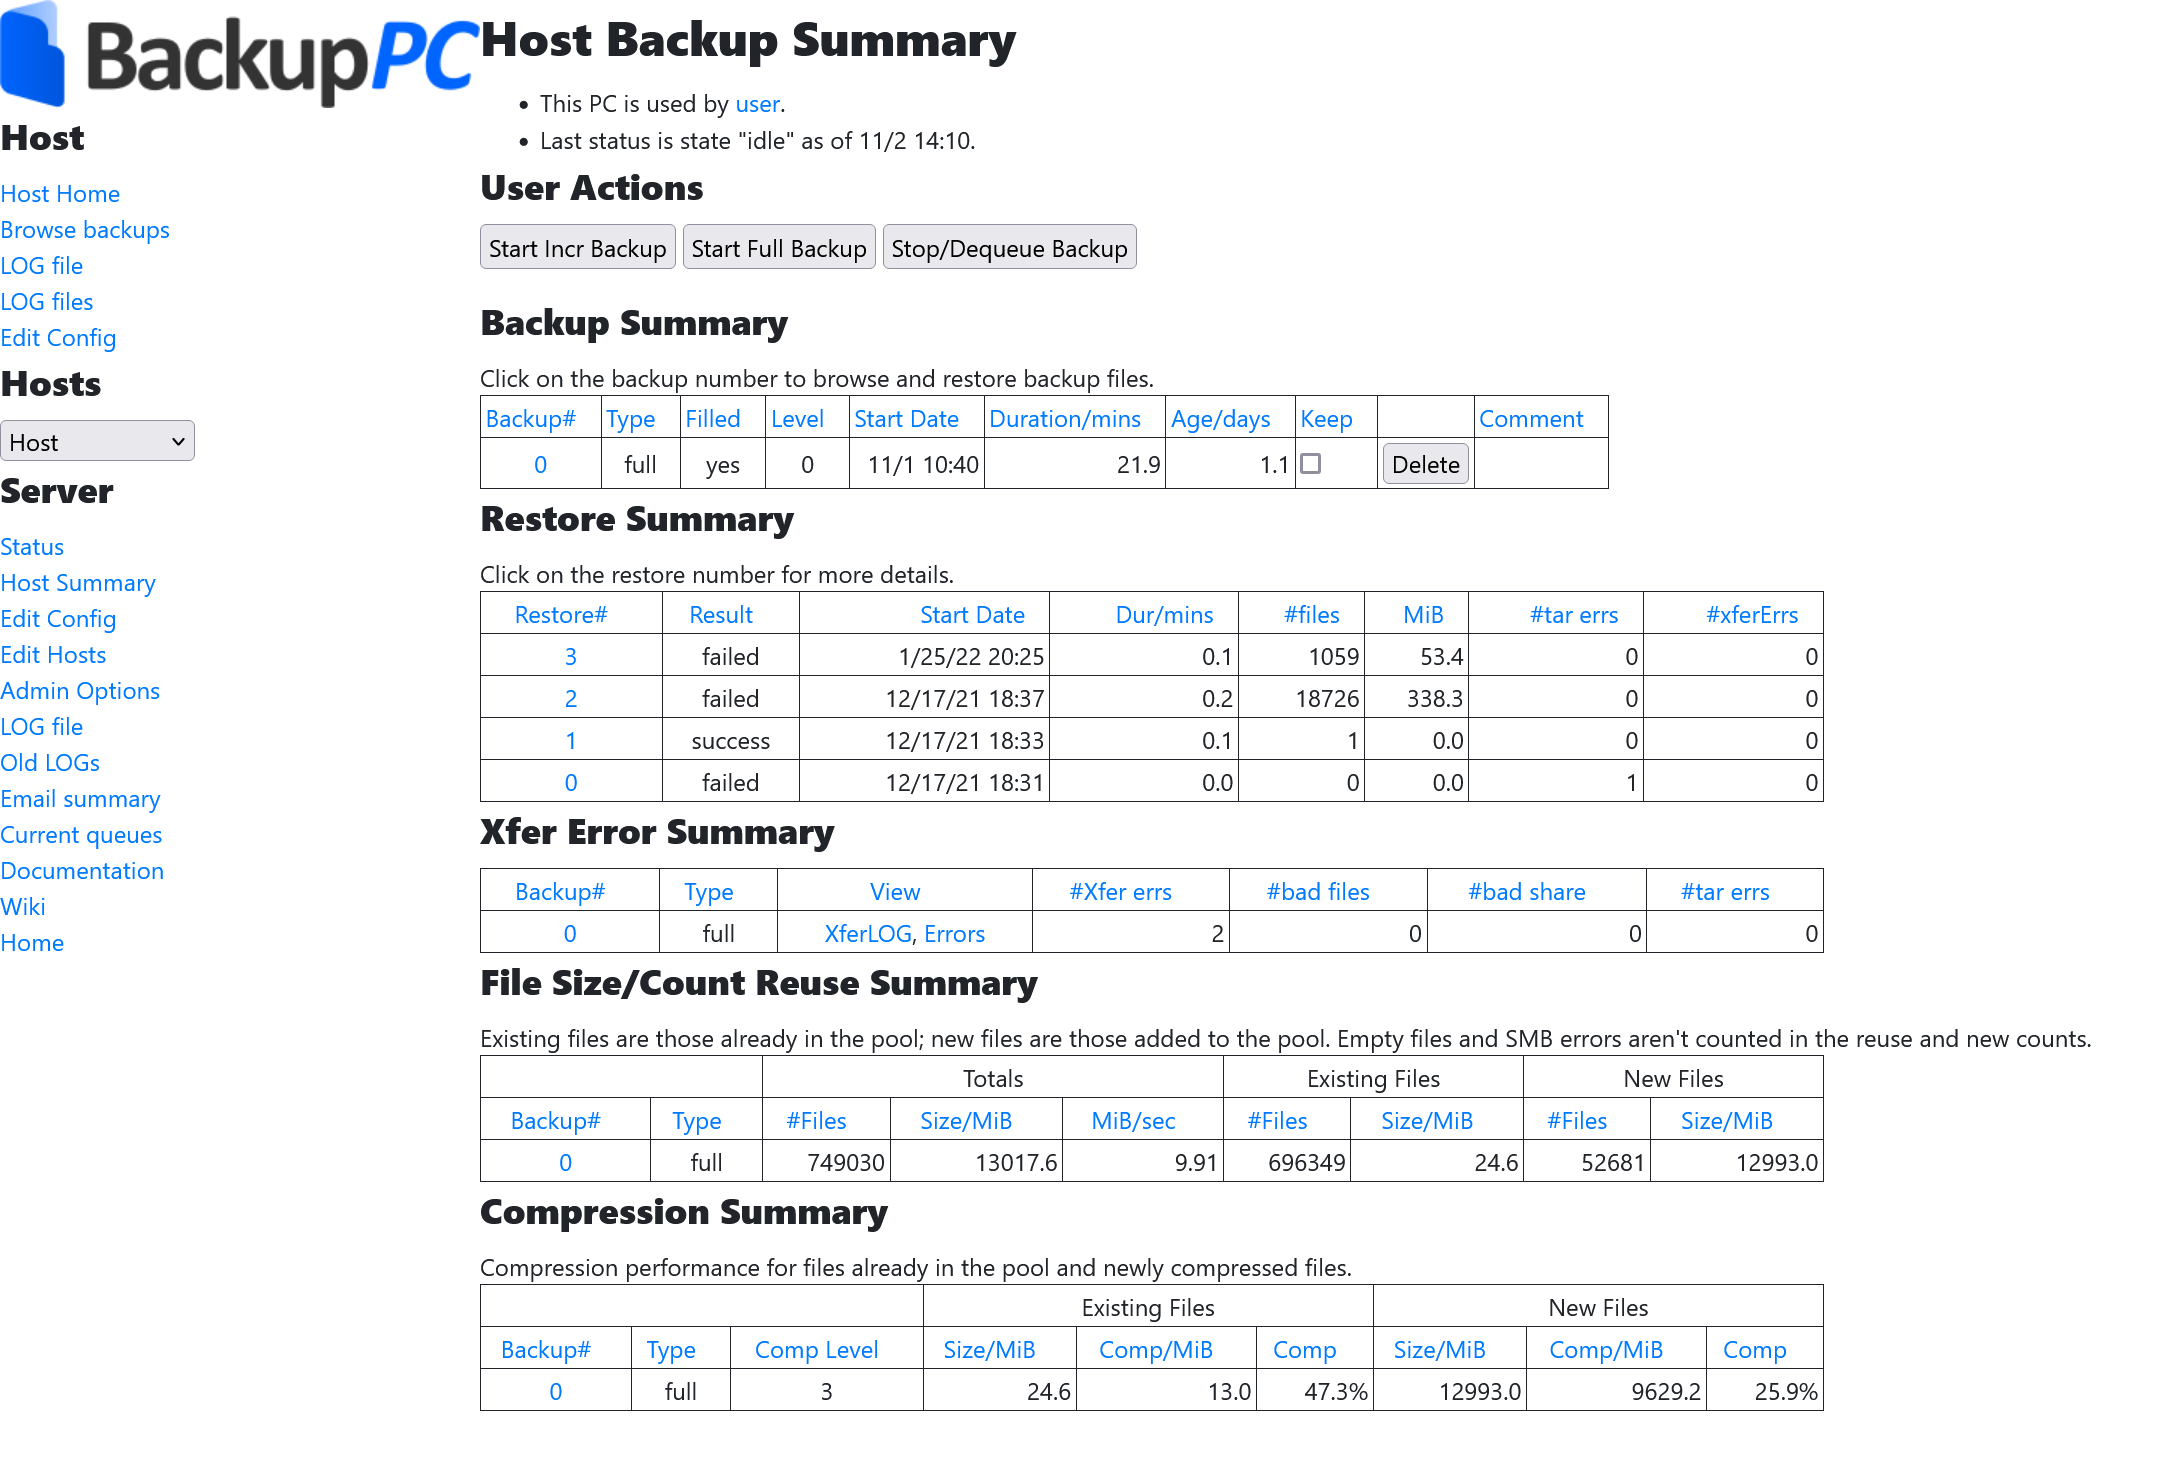 BackupPC
Host
Host Home
Browse backups
LOG file
LOG files
Edit Config
Hosts
Host
Server
Status
Host Summary
Edit Config
Edit Hosts
Admin Options
LOG file
Old LOGs
Email summary
Current queues
Documentation
Wiki
Home
Host Backup Summary
• This PC is used by user.
• Last status is state "idle" as of 11/2 14:10.
User Actions
Start Incr Backup Start Full Backup Stop/Dequeue Backup
Backup Summary
Click on the backup number to browse and restore backup files.
Backup# Type Filled Level Start Date Duration/mins Age/days Keep Comment
0 full yes 0 11/1 10:40 21.9 1.1 Delete
Restore Summary
Click on the restore number for more details.
Restore# Result Start Date Dur/mins #files MiB #tar errs #xferErrs
3 failed 1/25/22 20:25 0.1 1059 53.4 0 0
2 failed 12/17/21 18:37 0.2 18726 338.3 0 0
1 success 12/17/21 18:33 0.1 1 0.0 0 0
0 failed 12/17/21 18:31 0.0 0 0.0 1 0
Xfer Error Summary
Backup# Type View #Xfer errs #bad files #bad share #tar errs
0 full XferLOG, Errors 2 0 0 0
File Size/Count Reuse Summary
Existing files are those already in the pool; new files are those added to the pool. Empty files and SMB errors aren't counted in the reuse and new counts.
Totals Existing Files New Files
Backup# Type #Files Size/MiB MiB/sec #Files Size/MiB #Files Size/MiB
0 full 749030 13017.6 9.91 696349 24.6 52681 12993.0
Compression Summary
Compression performance for files already in the pool and newly compressed files.
Existing Files New Files
Backup# Type Comp Level Size/MiB Comp/MiB Comp Size/MiB Comp/MiB Comp
0 full 3 24.6 13.0 47.3% 12993.0 9629.2 25.9%